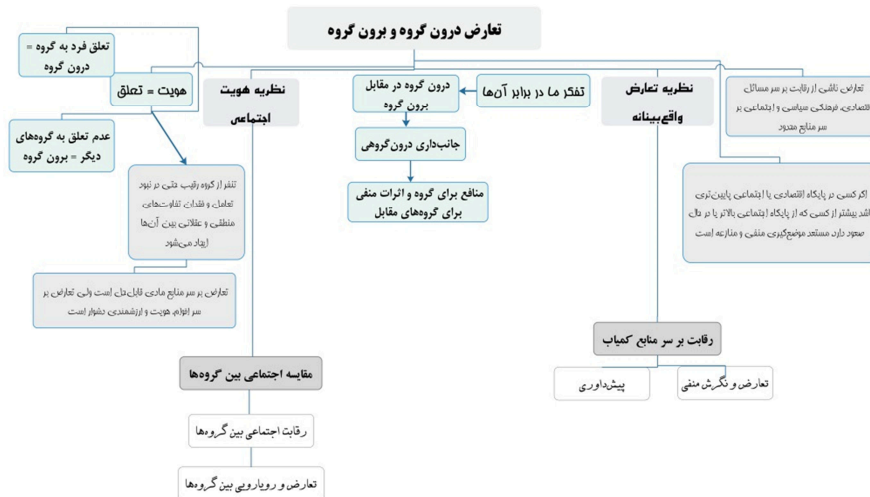 تعارض درون گروه و برون گروه
تعارض ناشی از رقابت بر سر مسائل
اقتصادی، فرهنگی سیاسی و اجتماعی بر
سر منابع معدود
اگر کسی در پایگاه اقتصادی یا اجتماعی پایین‌تری
باشد بیشتر از کسی که از پایگاه اجتماعی بالاتر یا در حال
صعود دارد، مستعد موضع‌گیری منفی و منازعه است
نظریه تعارض
واقع‌بینانه
رقابت بر سر منابع کمیاب
تعارض و نگرش منفی
پیش‌داوری
تفکر ما در برابر آن‌ها
درون گروه در مقابل
برون گروه
جانب‌داری درون‌گروهی
منافع برای گروه و اثرات منفی
برای گروه‌های مقابل
نظریه هویت
اجتماعی
مقایسه اجتماعی بین گروه‌ها
رقابت اجتماعی بین گروه‌ها
تعارض و رویارویی بین گروه‌ها
تعلق فرد به گروه =
درون گروه
هویت = تعلق
عدم تعلق به گروه‌های
دیگر = برون گروه
تنفر از گروه رقیب حتی در نبود
تعامل و فقدان تفاوت‌های
منطقی و عقلانی بین آن‌ها
ایجاد می‌شود
تعارض بر سر منابع مادی قابل‌حل است ولی تعارض بر
سر اقوام، هویت و ارزشمندی دشوار است